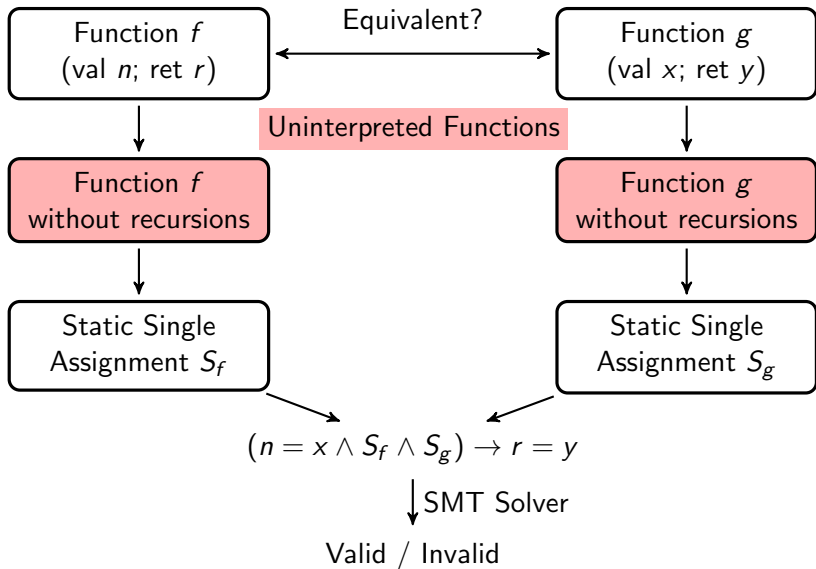 Function f
(val n; ret r)
Equivalent?
Function g
(val x; ret y)
Uninterpreted Functions
Function f
without recursions
Function g
without recursions
Static Single
Assignment S_f
Static Single
Assignment S_g
(n = x ∧ S_f ∧ S_g) → r = y
SMT Solver
Valid / Invalid